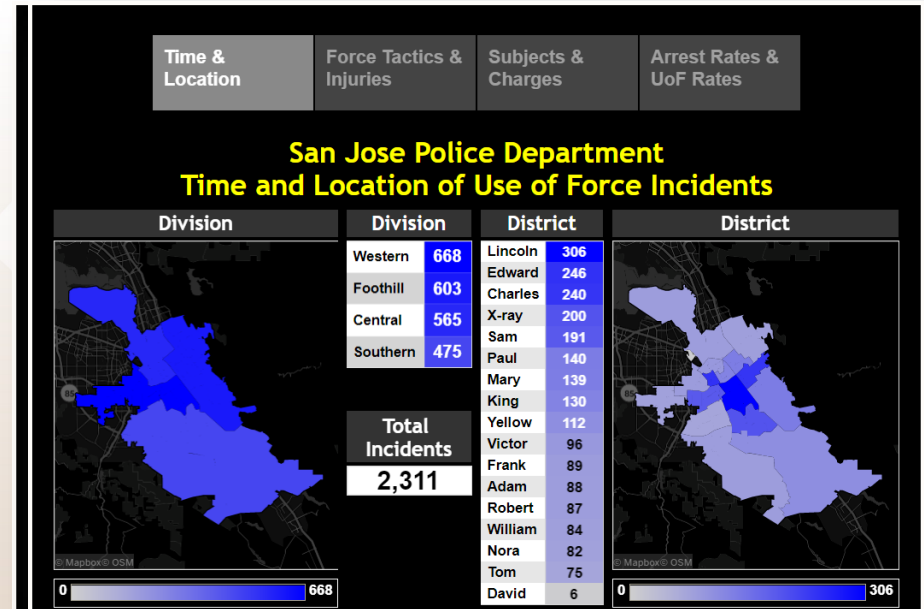 Time &
Location
Force Tactics &
Injuries
Subjects &
Charges
Arrest Rates &
UoF Rates
San Jose Police Department
Time and Location of Use of Force Incidents
Division
Division
District
District
Western 668
Foothill 603
Central 565
Southern 475
Total
Incidents
2,311
Lincoln 306
Edward 246
Charles 240
X-ray 200
Sam 191
Paul 140
Mary 139
King 130
Yellow 112
Victor 96
Frank 89
Adam 88
Robert 87
William 84
Nora 82
Tom 75
David 6
85
85
© Mapbox© OSM
© Mapbox© OSM
0 668
0 306